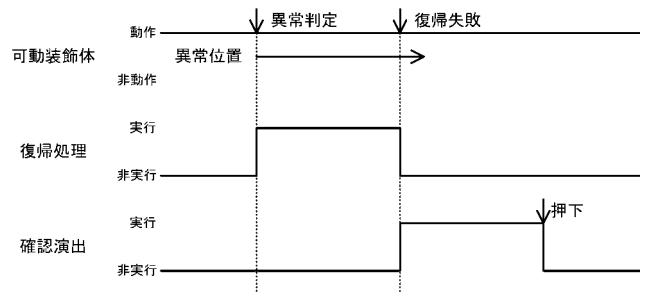 異常判定 復帰失敗
動作
可動装飾体 異常位置
非動作
実行
復帰処理
非実行
実行
押下
確認演出
非実行